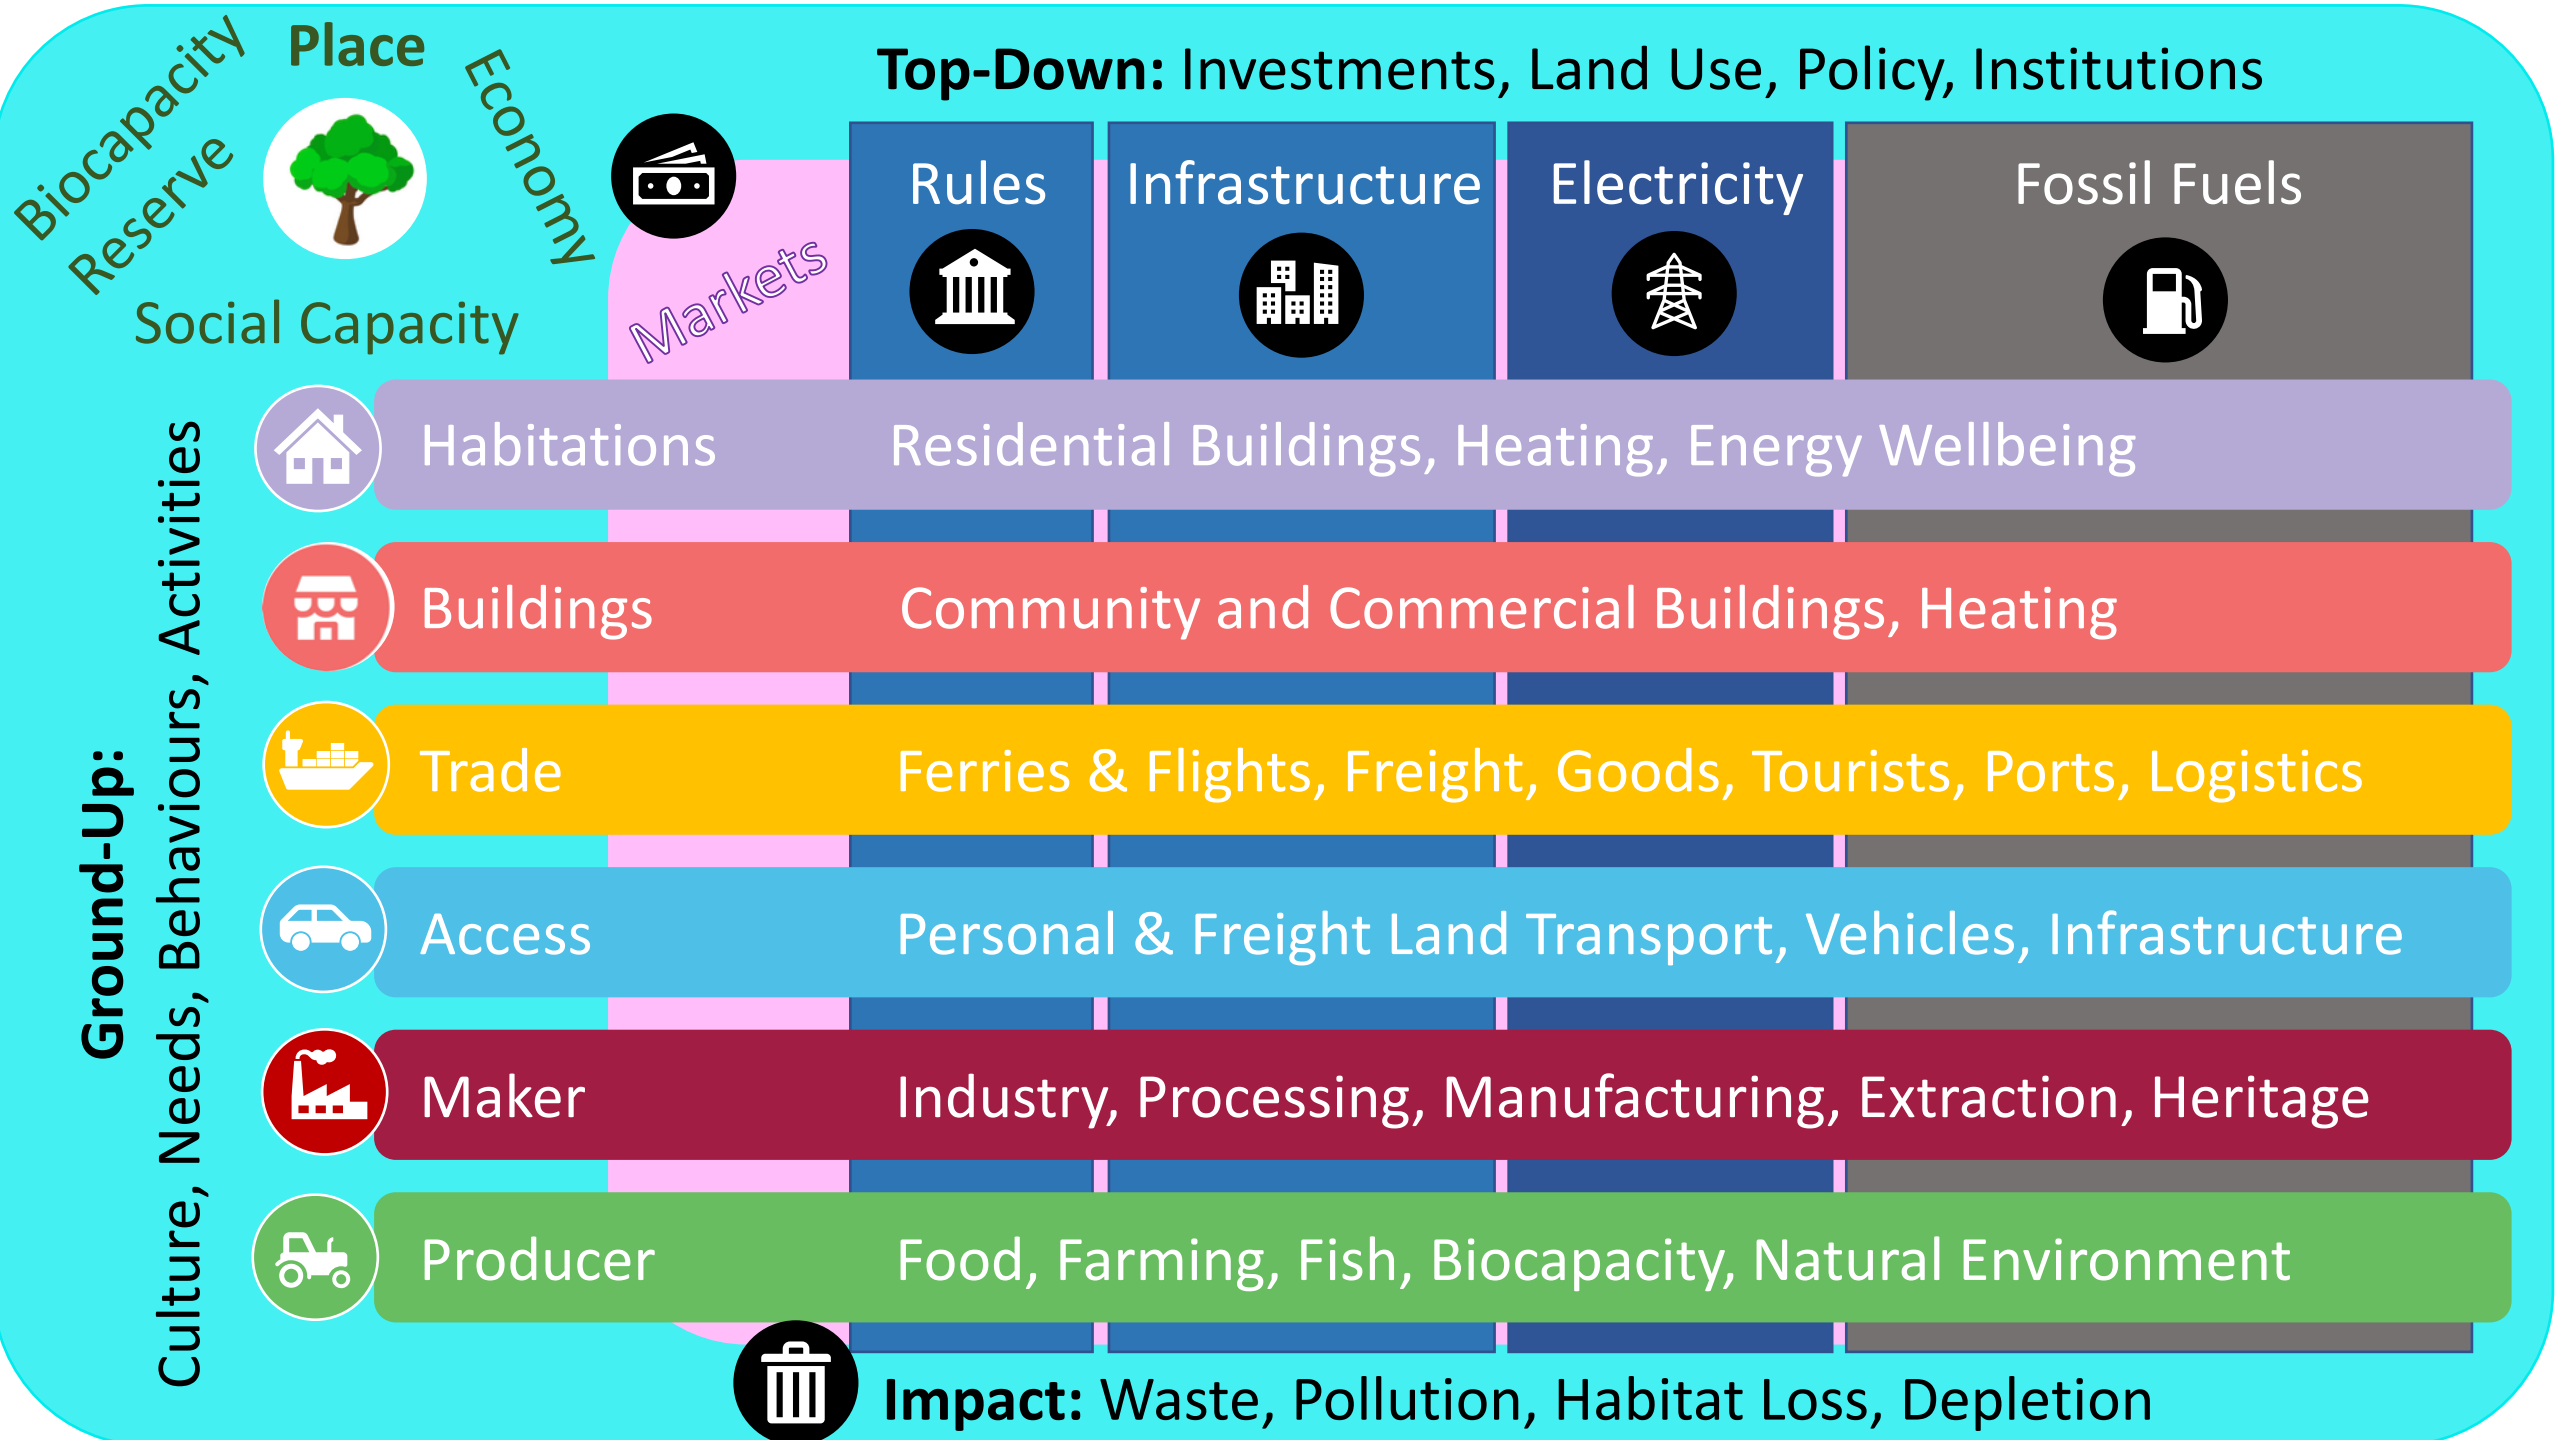 Place
Biocapacity
Reserve
Economy
Social Capacity
Top-Down: Investments, Land Use, Policy, Institutions
Markets
Rules
Infrastructure
Electricity
Fossil Fuels
Ground-Up:
Culture, Needs, Behaviours, Activities
Habitations Residential Buildings, Heating, Energy Wellbeing
Buildings Community and Commercial Buildings, Heating
Trade Ferries & Flights, Freight, Goods, Tourists, Ports, Logistics
Access Personal & Freight Land Transport, Vehicles, Infrastructure
Maker Industry, Processing, Manufacturing, Extraction, Heritage
Producer Food, Farming, Fish, Biocapacity, Natural Environment
Impact: Waste, Pollution, Habitat Loss, Depletion